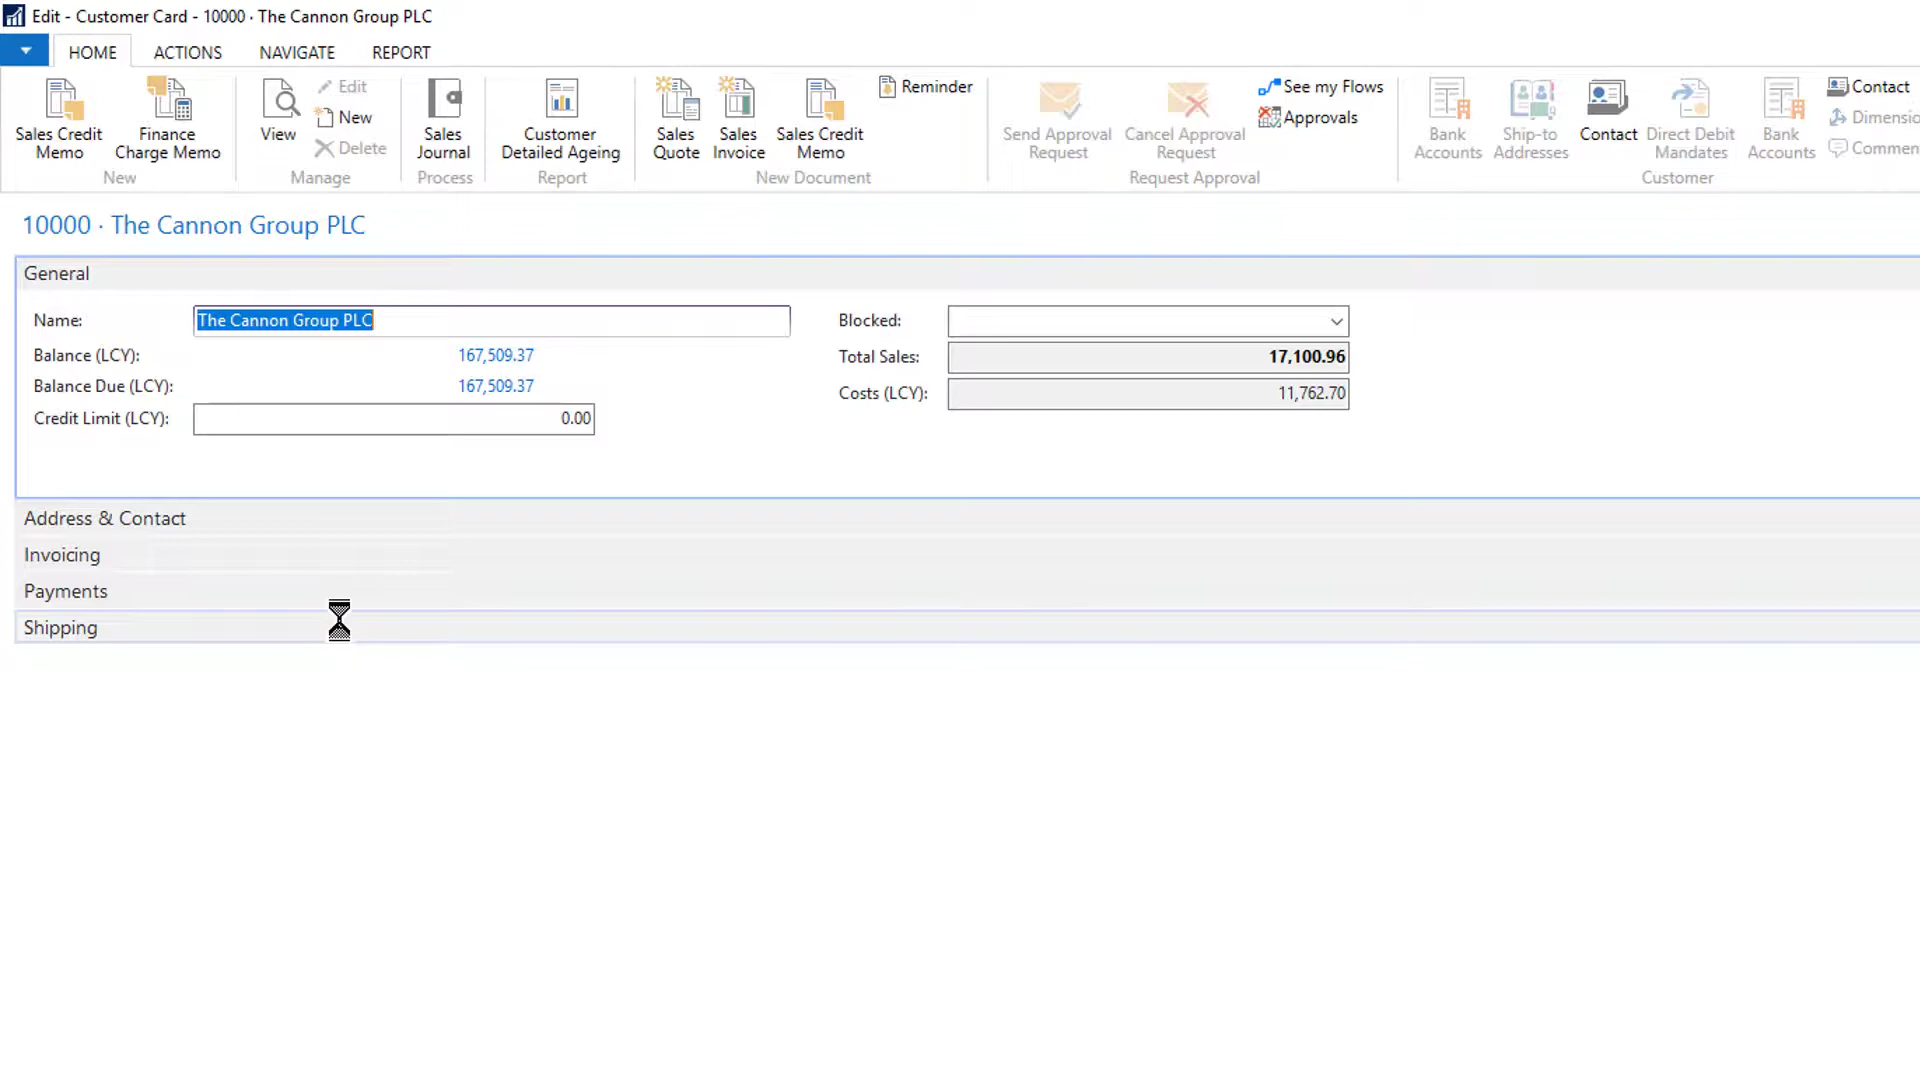 Edit - Customer Card - 10000 · The Cannon Group PLC
HOME ACTIONS NAVIGATE REPORT
Sales Credit Memo
Finance Charge Memo
New
View
Edit
New
Delete
Manage
Sales Journal
Process
Customer Detailed Ageing
Report
Sales Quote
Sales Invoice
Sales Credit Memo
Reminder
New Document
Send Approval Request
Cancel Approval Request
See my Flows
Approvals
Request Approval
Bank Accounts
Ship-to Addresses
Contact
Direct Debit Mandates
Bank Accounts
Contact
Dimensio
Commen
Customer
10000 · The Cannon Group PLC
General
Name: The Cannon Group PLC
Balance (LCY): 167,509.37
Balance Due (LCY): 167,509.37
Credit Limit (LCY): 0.00
Blocked:
Total Sales: 17,100.96
Costs (LCY): 11,762.70
Address & Contact
Invoicing
Payments
Shipping